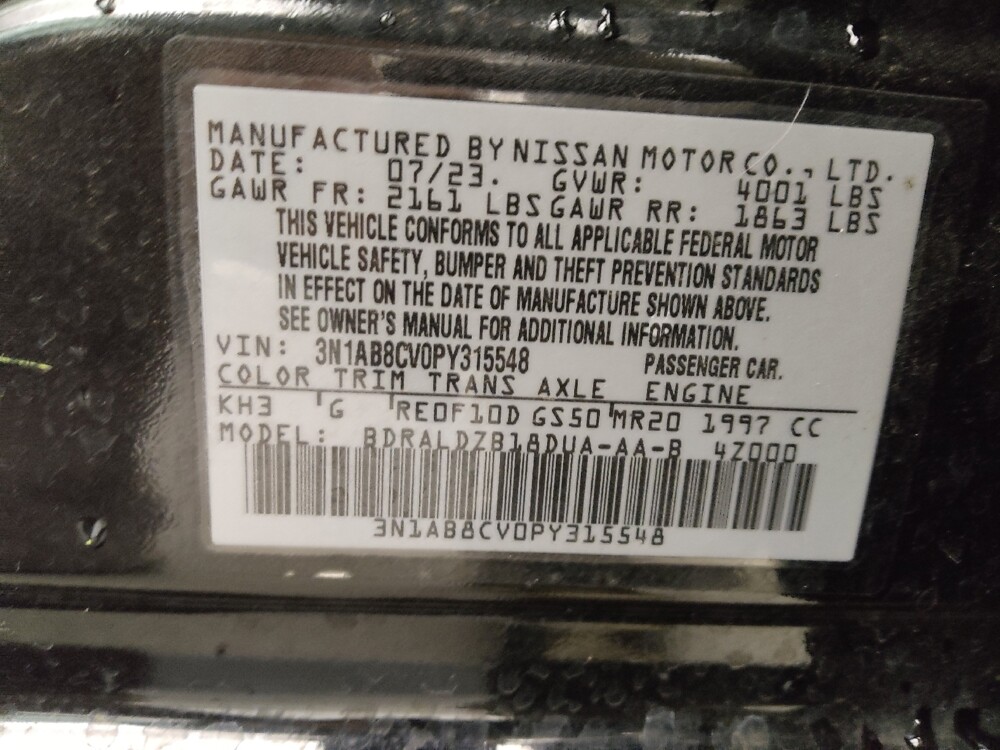 MANUFACTURED BY NISSAN MOTOR CO., LTD.
DATE: 07/23. GVWR: 4001 LBS
GAWR FR: 2161 LBS GAWR RR: 1863 LBS
THIS VEHICLE CONFORMS TO ALL APPLICABLE FEDERAL MOTOR
VEHICLE SAFETY, BUMPER AND THEFT PREVENTION STANDARDS
IN EFFECT ON THE DATE OF MANUFACTURE SHOWN ABOVE.
SEE OWNER'S MANUAL FOR ADDITIONAL INFORMATION.
VIN: 3N1AB8CV0PY315548 PASSENGER CAR.
COLOR TRIM TRANS AXLE ENGINE
KH3 G RE0F10D GS50 MR20 1997 CC
MODEL: BDRALDZB18DUA-AA-B 4Z000
3N1AB8CV0PY315548